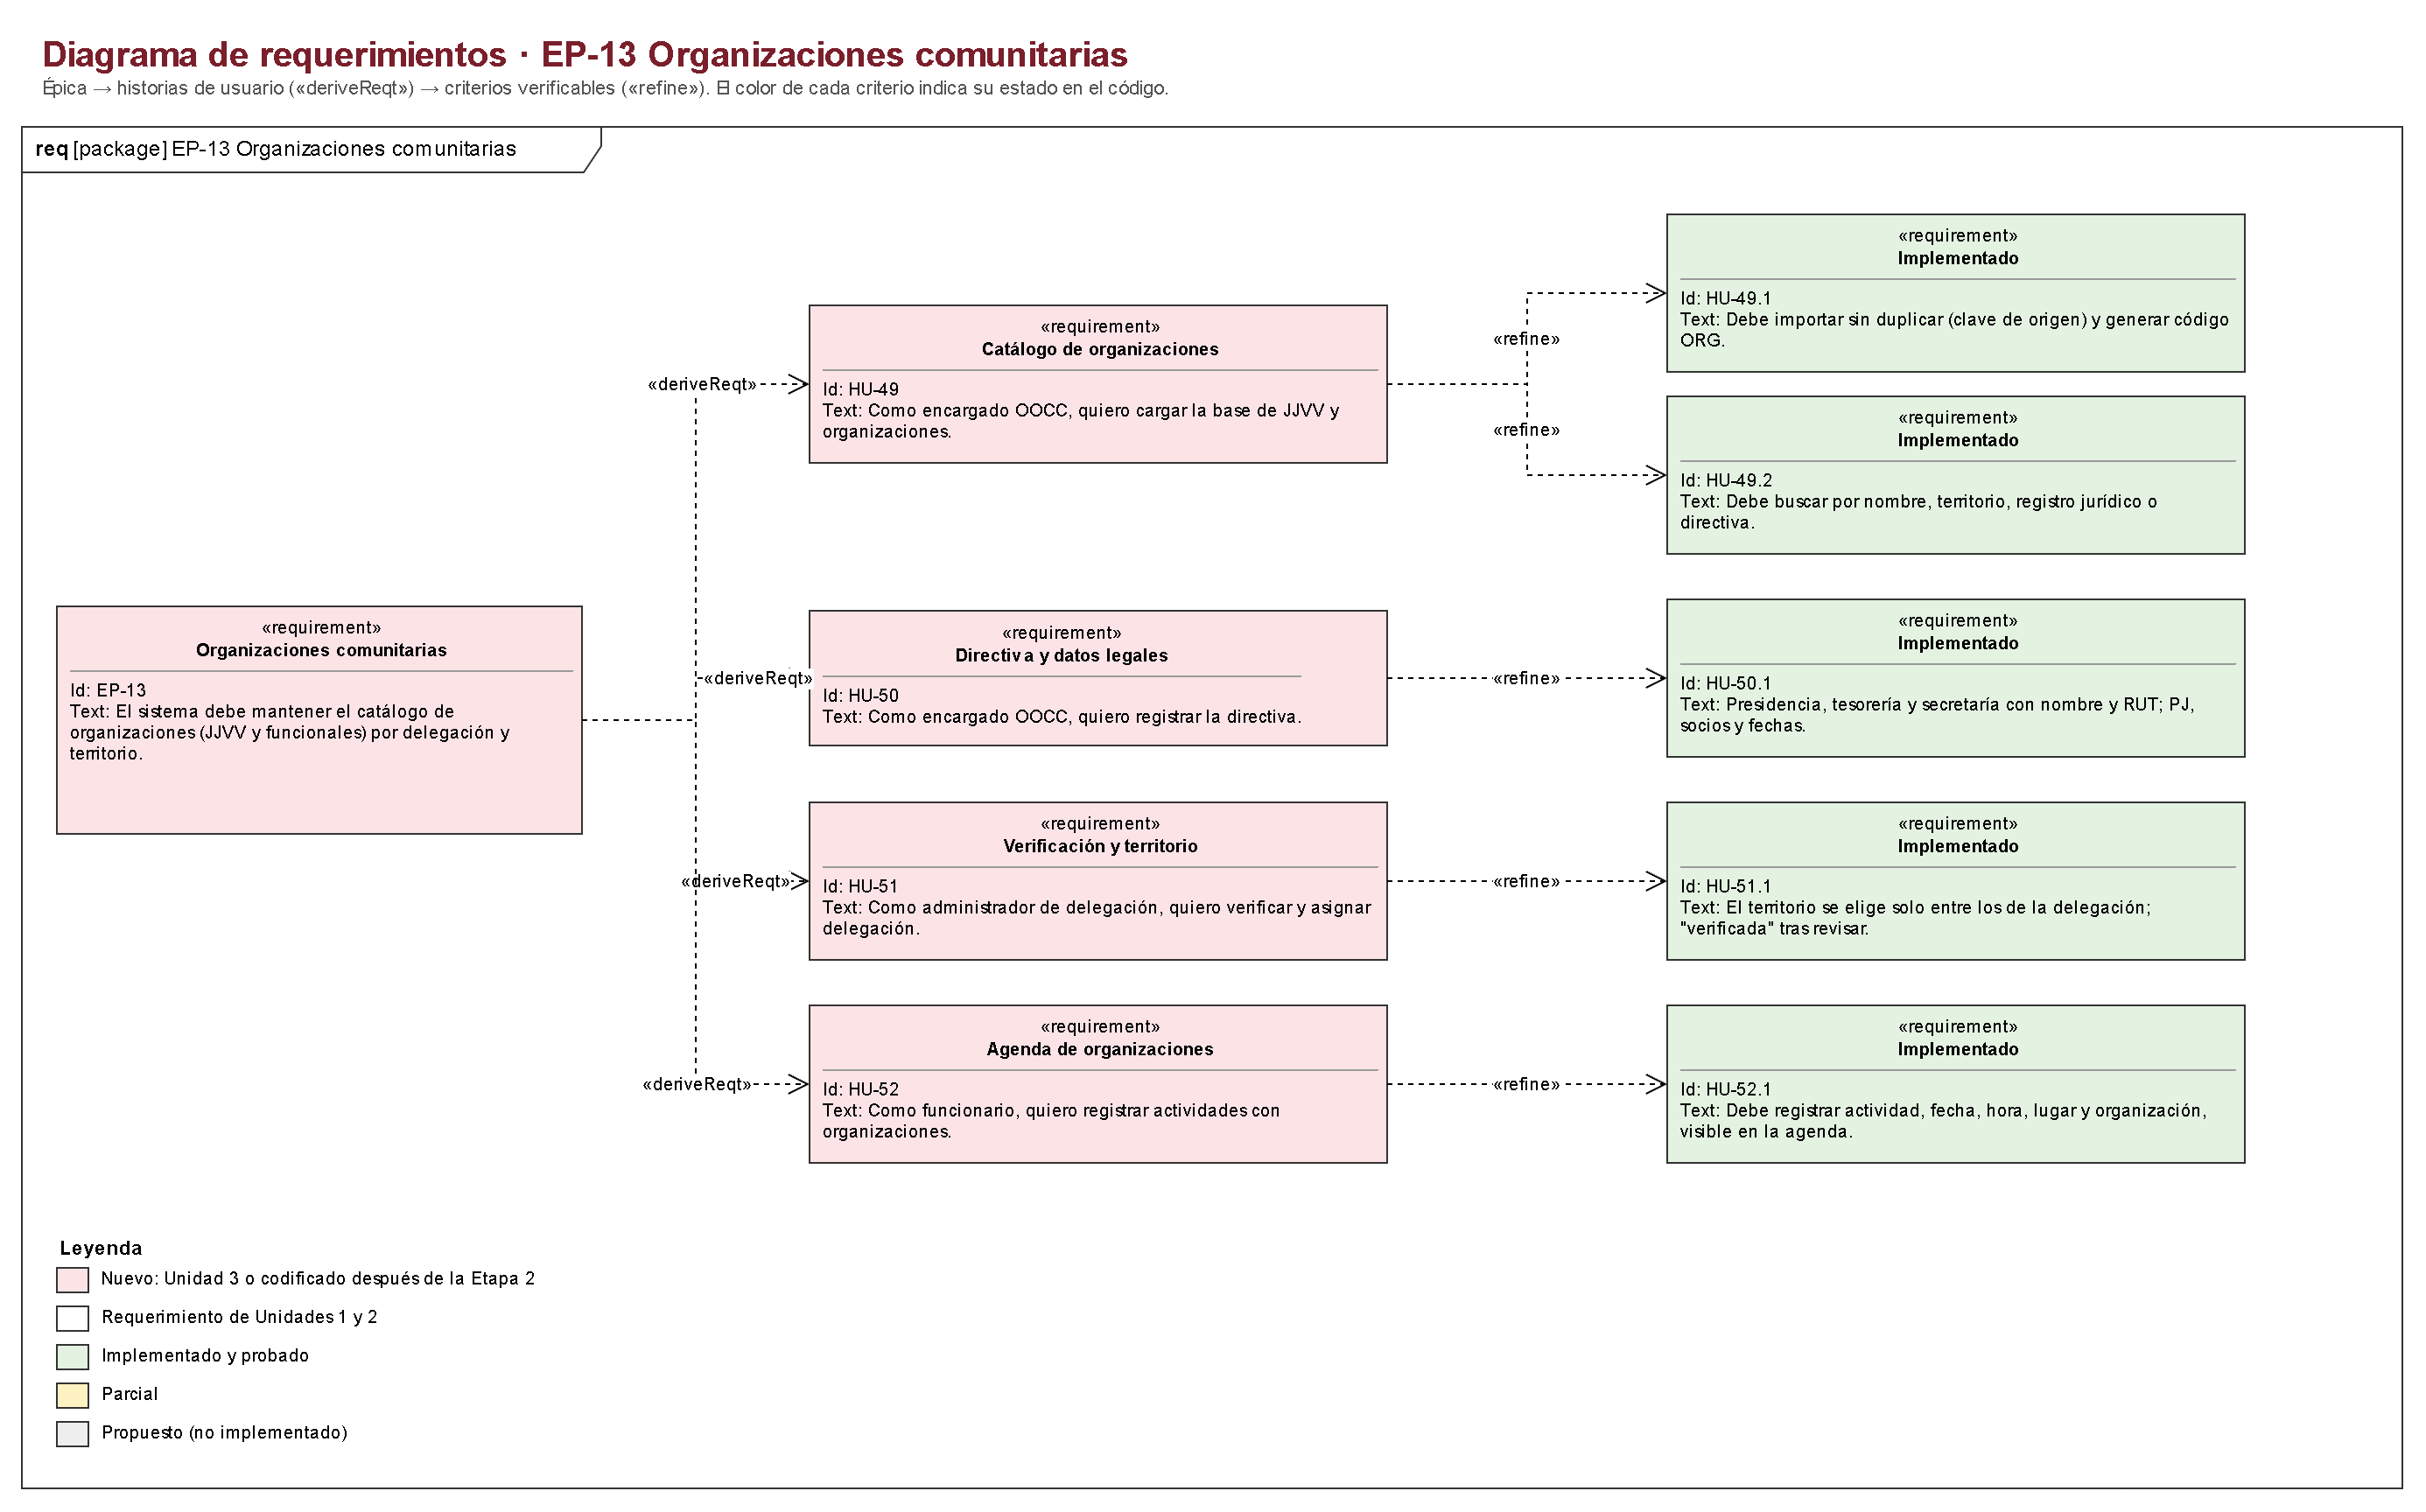 Diagrama de requerimientos · EP-13 Organizaciones comunitarias
Épica → historias de usuario («deriveReqt») → criterios verificables («refine»). El color de cada criterio indica su estado en el código.
req [package] EP-13 Organizaciones comunitarias
«requirement»
Organizaciones comunitarias
Id: EP-13
Text: El sistema debe mantener el catálogo de
organizaciones (JJVV y funcionales) por delegación y
territorio.
«deriveReqt»
«requirement»
Catálogo de organizaciones
Id: HU-49
Text: Como encargado OOCC, quiero cargar la base de JJVV y
organizaciones.
«refine»
«requirement»
Implementado
Id: HU-49.1
Text: Debe importar sin duplicar (clave de origen) y generar código
ORG.
«refine»
«requirement»
Implementado
Id: HU-49.2
Text: Debe buscar por nombre, territorio, registro jurídico o
directiva.
«deriveReqt»
«requirement»
Directiva y datos legales
Id: HU-50
Text: Como encargado OOCC, quiero registrar la directiva.
«refine»
«requirement»
Implementado
Id: HU-50.1
Text: Presidencia, tesorería y secretaría con nombre y RUT; PJ,
socios y fechas.
«deriveReqt»
«requirement»
Verificación y territorio
Id: HU-51
Text: Como administrador de delegación, quiero verificar y asignar
delegación.
«refine»
«requirement»
Implementado
Id: HU-51.1
Text: El territorio se elige solo entre los de la delegación;
"verificada" tras revisar.
«deriveReqt»
«requirement»
Agenda de organizaciones
Id: HU-52
Text: Como funcionario, quiero registrar actividades con
organizaciones.
«refine»
«requirement»
Implementado
Id: HU-52.1
Text: Debe registrar actividad, fecha, hora, lugar y organización,
visible en la agenda.
Leyenda
Nuevo: Unidad 3 o codificado después de la Etapa 2
Requerimiento de Unidades 1 y 2
Implementado y probado
Parcial
Propuesto (no implementado)